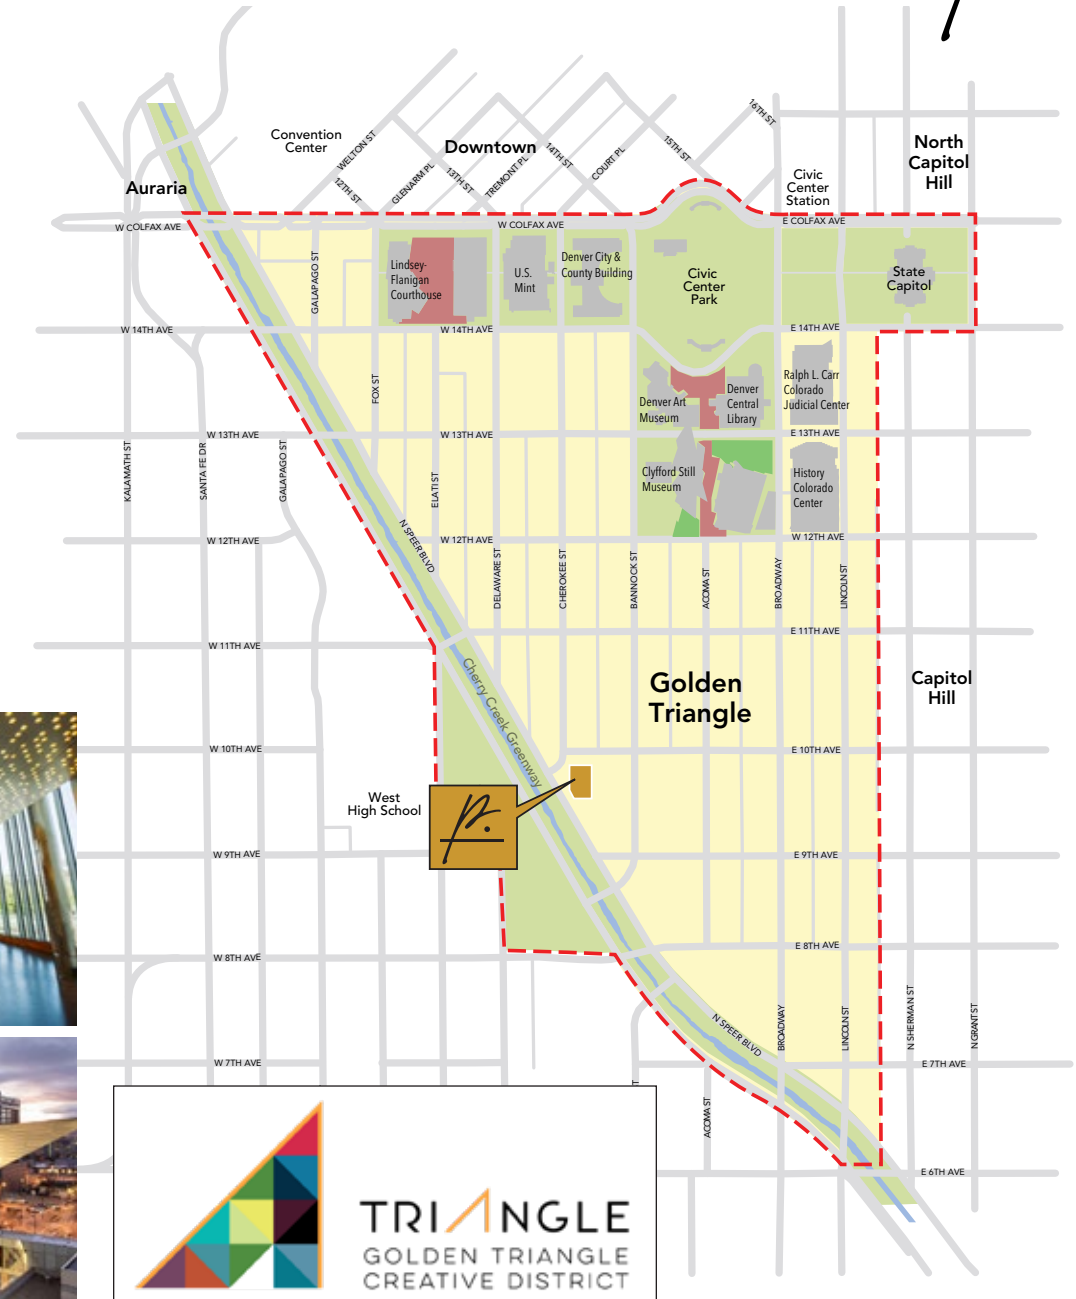 Convention
Center
Downtown
WELTON ST
12TH ST
GLENARM PL
13TH ST
TREMONT PL
14TH ST
COURT PL
15TH ST
16TH ST
North
Capitol
Hill
Civic
Center
Station
Auraria
W COLFAX AVE
W COLFAX AVE
E COLFAX AVE
GALAPAGO ST
Lindsey-
Flanigan
Courthouse
U.S.
Mint
Denver City &
County Building
Civic
Center
Park
State
Capitol
W 14TH AVE
W 14TH AVE
E 14TH AVE
FOX ST
Denver Art
Museum
Denver
Central
Library
Ralph L. Carr
Colorado
Judicial Center
W 13TH AVE
W 13TH AVE
E 13TH AVE
KALAMATH ST
SANTA FE DR
GALAPAGO ST
ELATI ST
Clyfford Still
Museum
History
Colorado
Center
N SPEER BLVD
W 12TH AVE
W 12TH AVE
W 12TH AVE
DELAWARE ST
CHEROKEE ST
BANNOCK ST
ACOMA ST
BROADWAY
LINCOLN ST
W 11TH AVE
E 11TH AVE
Cherry Creek Greenway
Golden
Triangle
Capitol
Hill
W 10TH AVE
E 10TH AVE
West
High School
p.
W 9TH AVE
E 9TH AVE
W 8TH AVE
E 8TH AVE
N SPEER BLVD
BROADWAY
LINCOLN ST
N SHERMAN ST
N GRANT ST
W 7TH AVE
E 7TH AVE
ACOMA ST
E 6TH AVE
TRIANGLE
GOLDEN TRIANGLE
CREATIVE DISTRICT